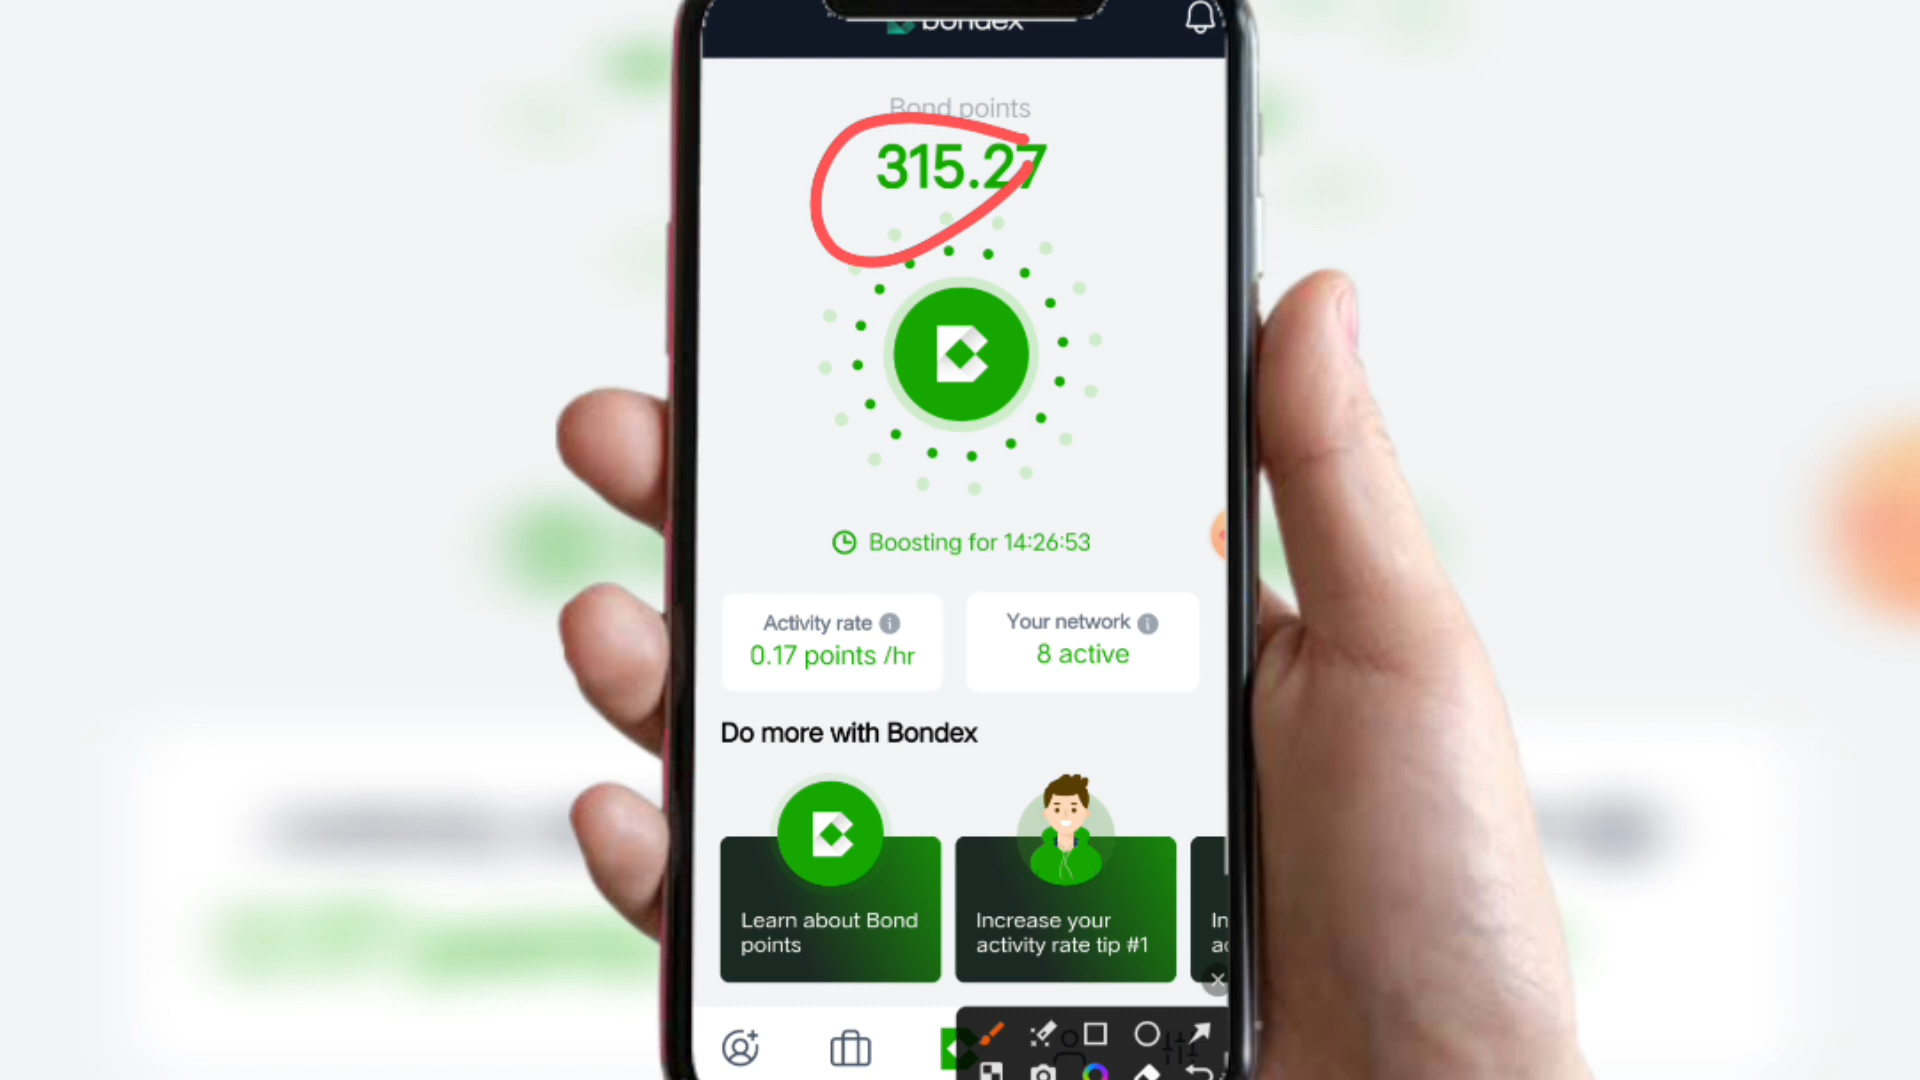 bondex
Bond points
315.27
Boosting for 14:26:53
Activity rate
0.17 points /hr
Your network
8 active
Do more with Bondex
Learn about Bond
points
Increase your
activity rate tip #1